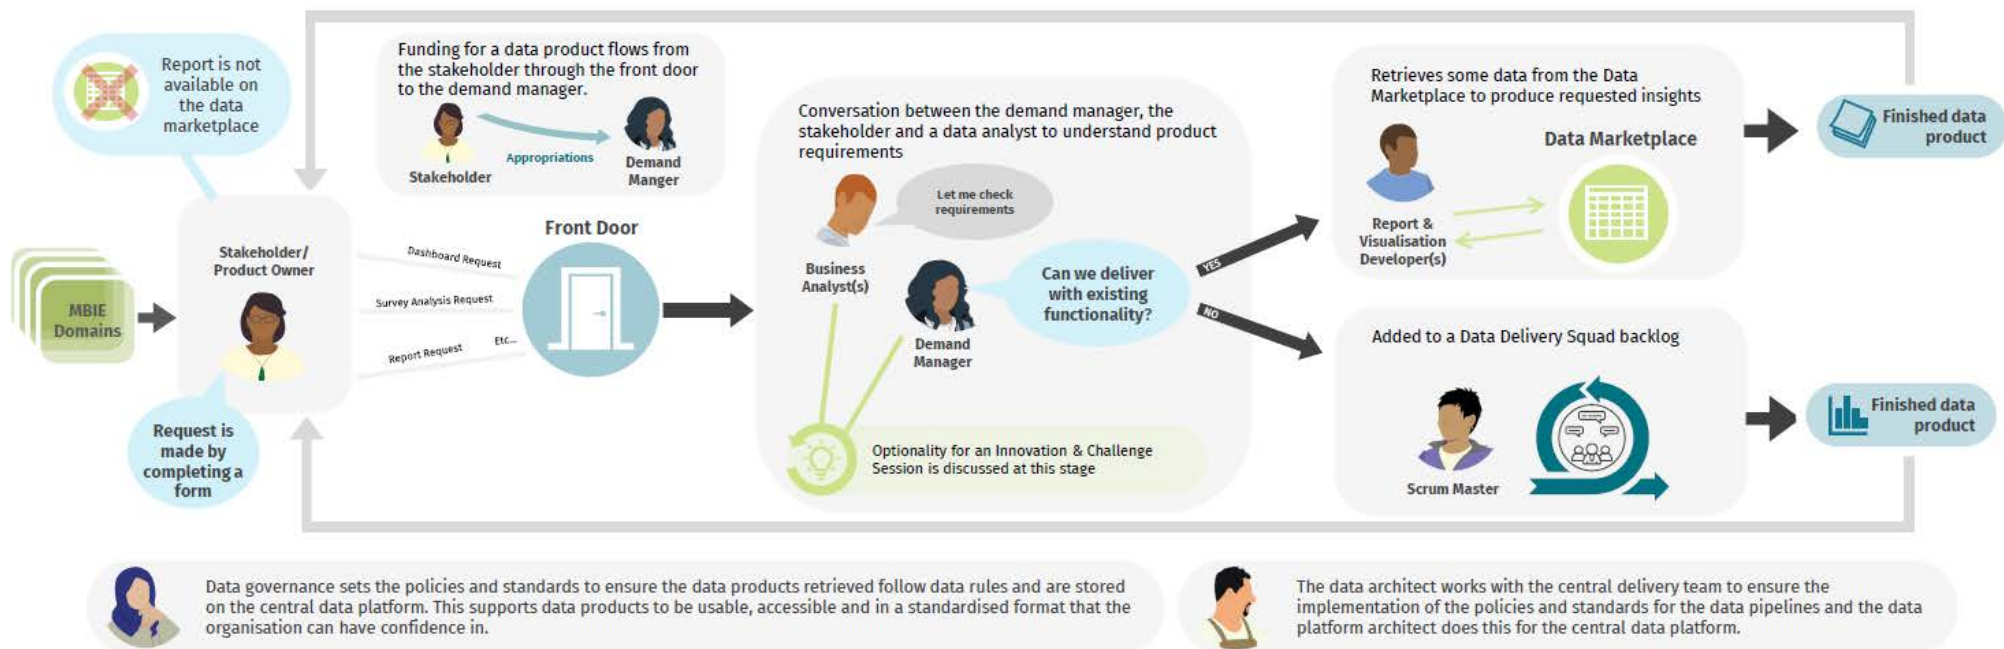 Report is not
available on
the data
marketplace
Funding for a data product flows from
the stakeholder through the front door
to the demand manager.
Appropriations
Stakeholder
Demand
Manger
MBIE
Domains
Stakeholder/
Product Owner
Request is
made by
completing a
form
Dashboard Request
Survey Analysis Request
Report Request
Etc...
Front Door
Conversation between the demand manager, the
stakeholder and a data analyst to understand product
requirements
Let me check
requirements
Business
Analyst(s)
Demand
Manager
Can we deliver
with existing
functionality?
Optionality for an Innovation & Challenge
Session is discussed at this stage
YES
NO
Retrieves some data from the Data
Marketplace to produce requested insights
Data Marketplace
Report &
Visualisation
Developer(s)
Finished data
product
Added to a Data Delivery Squad backlog
Scrum Master
Finished data
product
Data governance sets the policies and standards to ensure the data products retrieved follow data rules and are stored
on the central data platform. This supports data products to be usable, accessible and in a standardised format that the
organisation can have confidence in.
The data architect works with the central delivery team to ensure the
implementation of the policies and standards for the data pipelines and the data
platform architect does this for the central data platform.